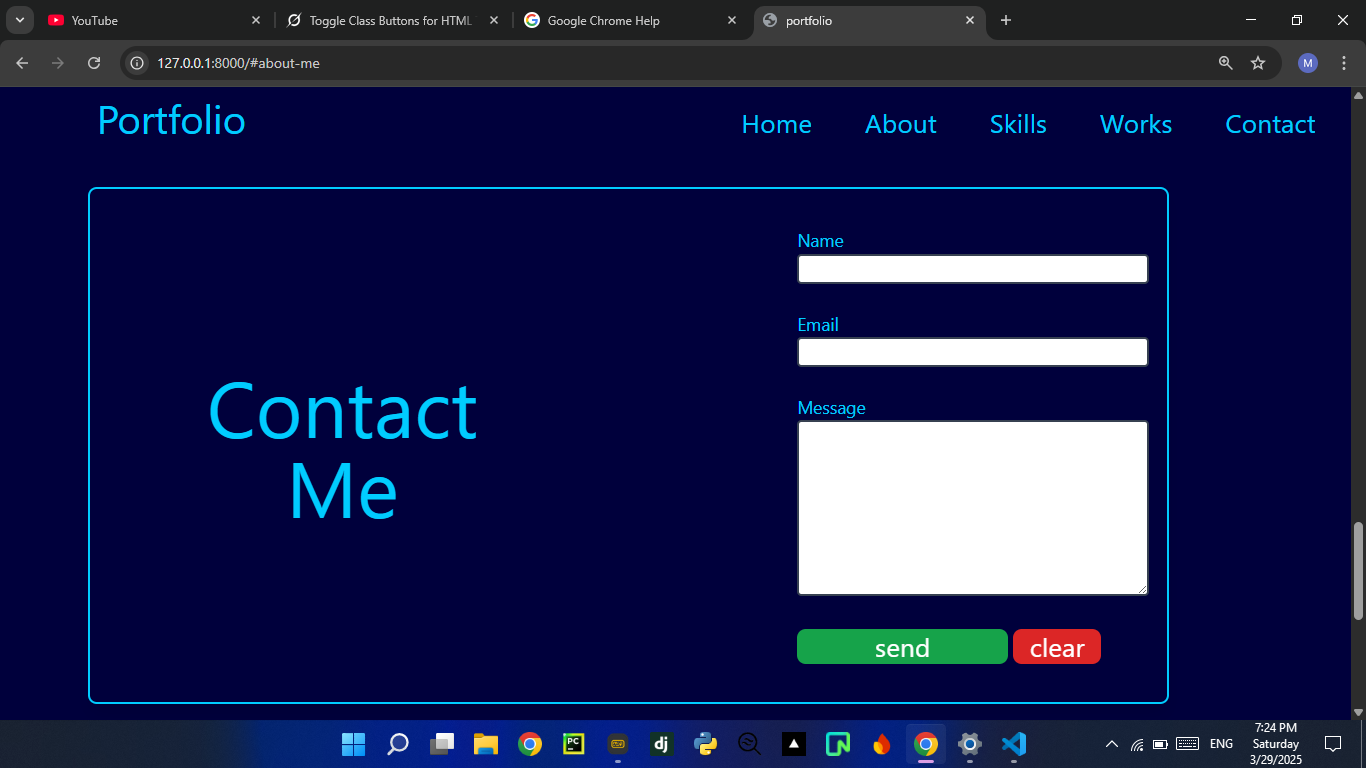 YouTube
Toggle Class Buttons for HTML
Google Chrome Help
portfolio
127.0.0.1:8000/#about-me
M
Portfolio
Home About Skills Works Contact
Name
Email
Contact
Me
Message
send clear
PC
dj
ENG
7:24 PM
Saturday
3/29/2025